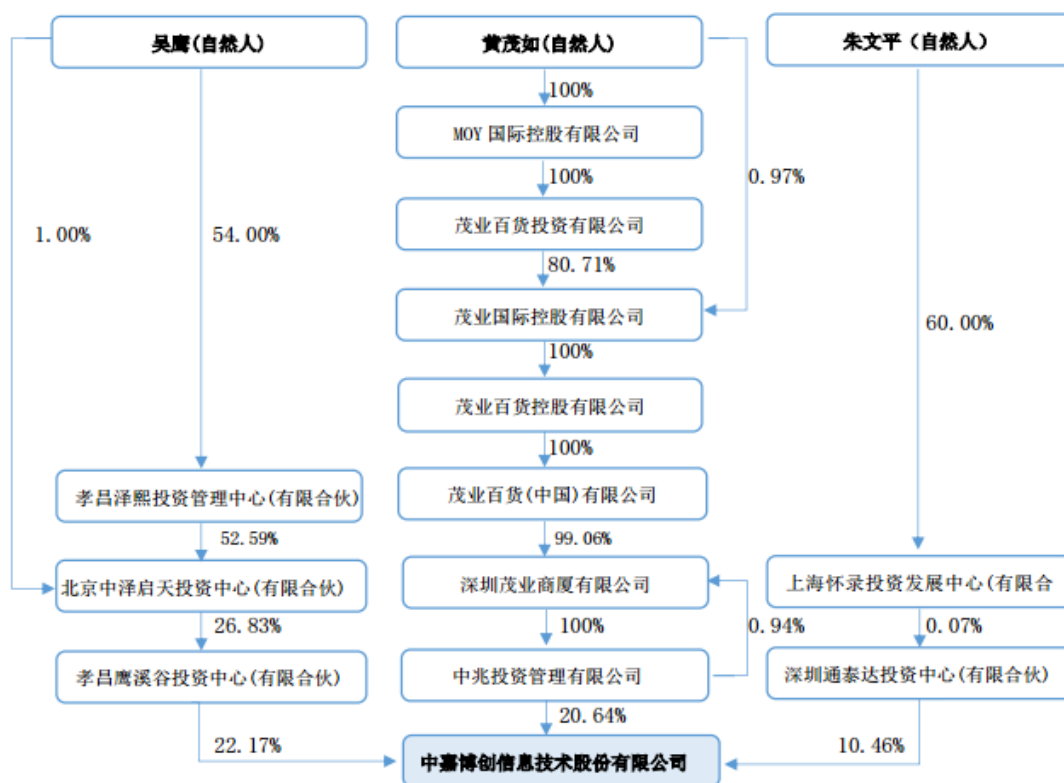 吴鹰(自然人)
黄茂如(自然人)
朱文平（自然人）
100%
MOY 国际控股有限公司
100%
0.97%
茂业百货投资有限公司
1.00%
54.00%
80.71%
茂业国际控股有限公司
60.00%
100%
茂业百货控股有限公司
100%
孝昌泽熙投资管理中心(有限合伙)
茂业百货(中国)有限公司
52.59%
99.06%
北京中泽启天投资中心(有限合伙)
深圳茂业商厦有限公司
上海怀录投资发展中心(有限合
26.83%
100%
0.94%
0.07%
孝昌鹰溪谷投资中心(有限合伙)
中兆投资管理有限公司
深圳通泰达投资中心(有限合伙)
22.17%
20.64%
10.46%
中嘉博创信息技术股份有限公司